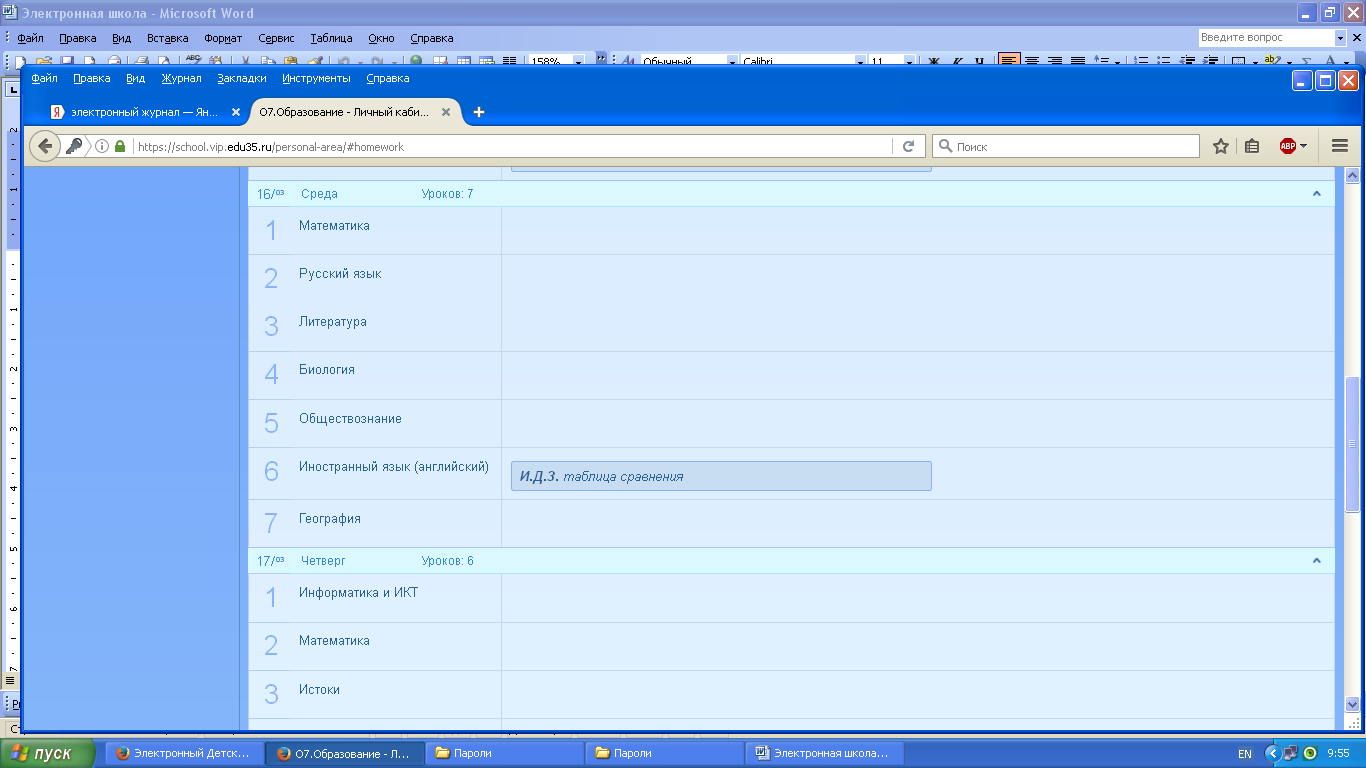 Электронная школа - Microsoft Word
Файл Правка Вид Вставка Формат Сервис Таблица Окно Справка Введите вопрос
158% Обычный Calibri 11 Ж К Ч
Файл Правка Вид Журнал Закладки Инструменты Справка
электронный журнал — Ян... О7.Образование - Личный каби...
https://school.vip.edu35.ru/personal-area/#homework Поиск ABP
16/03 Среда Уроков: 7
1 Математика
2 Русский язык
3 Литература
4 Биология
5 Обществознание
6 Иностранный язык (английский) И.Д.З. таблица сравнения
7 География
17/03 Четверг Уроков: 6
1 Информатика и ИКТ
2 Математика
3 Истоки
пуск Электронный Детск... О7.Образование - Л... Пароли Пароли Электронная школа... EN 9:55